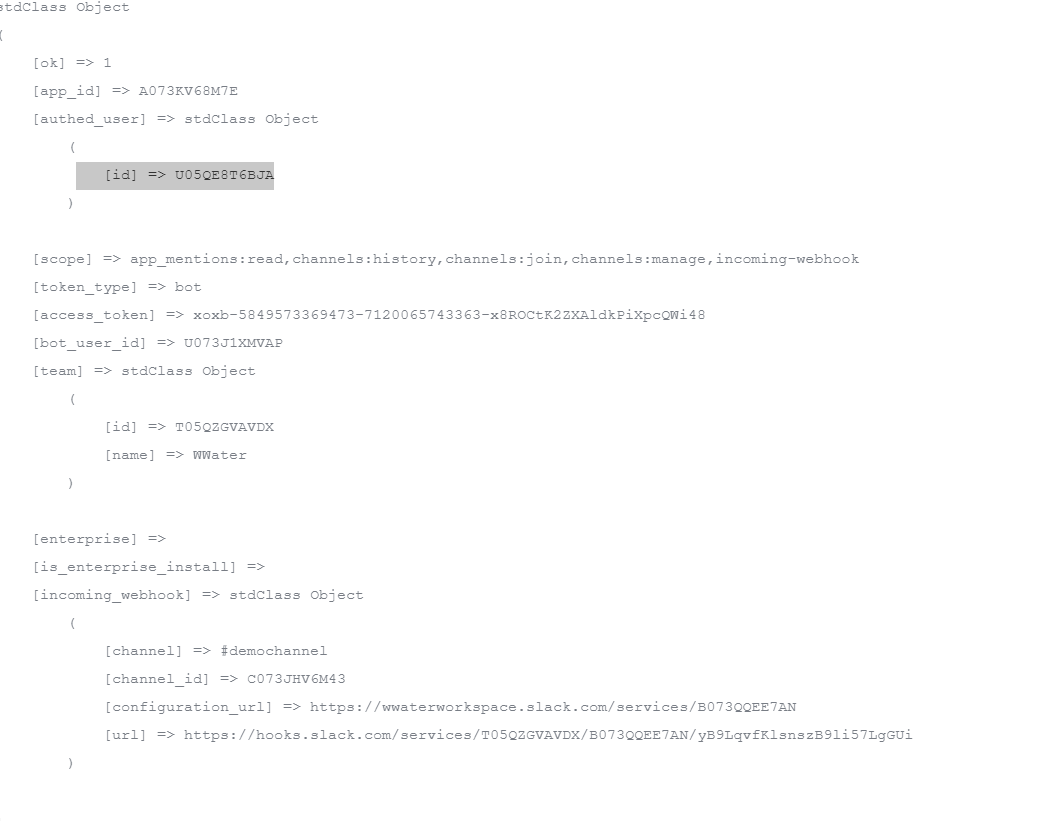 stdClass Object
(
[ok] => 1
[app_id] => A073KV68M7E
[authed_user] => stdClass Object
(
[id] => U05QE8T6BJA
)
[scope] => app_mentions:read,channels:history,channels:join,channels:manage,incoming-webhook
[token_type] => bot
[access_token] => xoxb-5849573369473-7120065743363-x8ROCtK2ZXAldkPiXpcQWi48
[bot_user_id] => U073J1XMVAP
[team] => stdClass Object
(
[id] => T05QZGVAVDX
[name] => WWater
)
[enterprise] =>
[is_enterprise_install] =>
[incoming_webhook] => stdClass Object
(
[channel] => #demochannel
[channel_id] => C073JHV6M43
[configuration_url] => https://wwaterworkspace.slack.com/services/B073QQEE7AN
[url] => https://hooks.slack.com/services/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
)